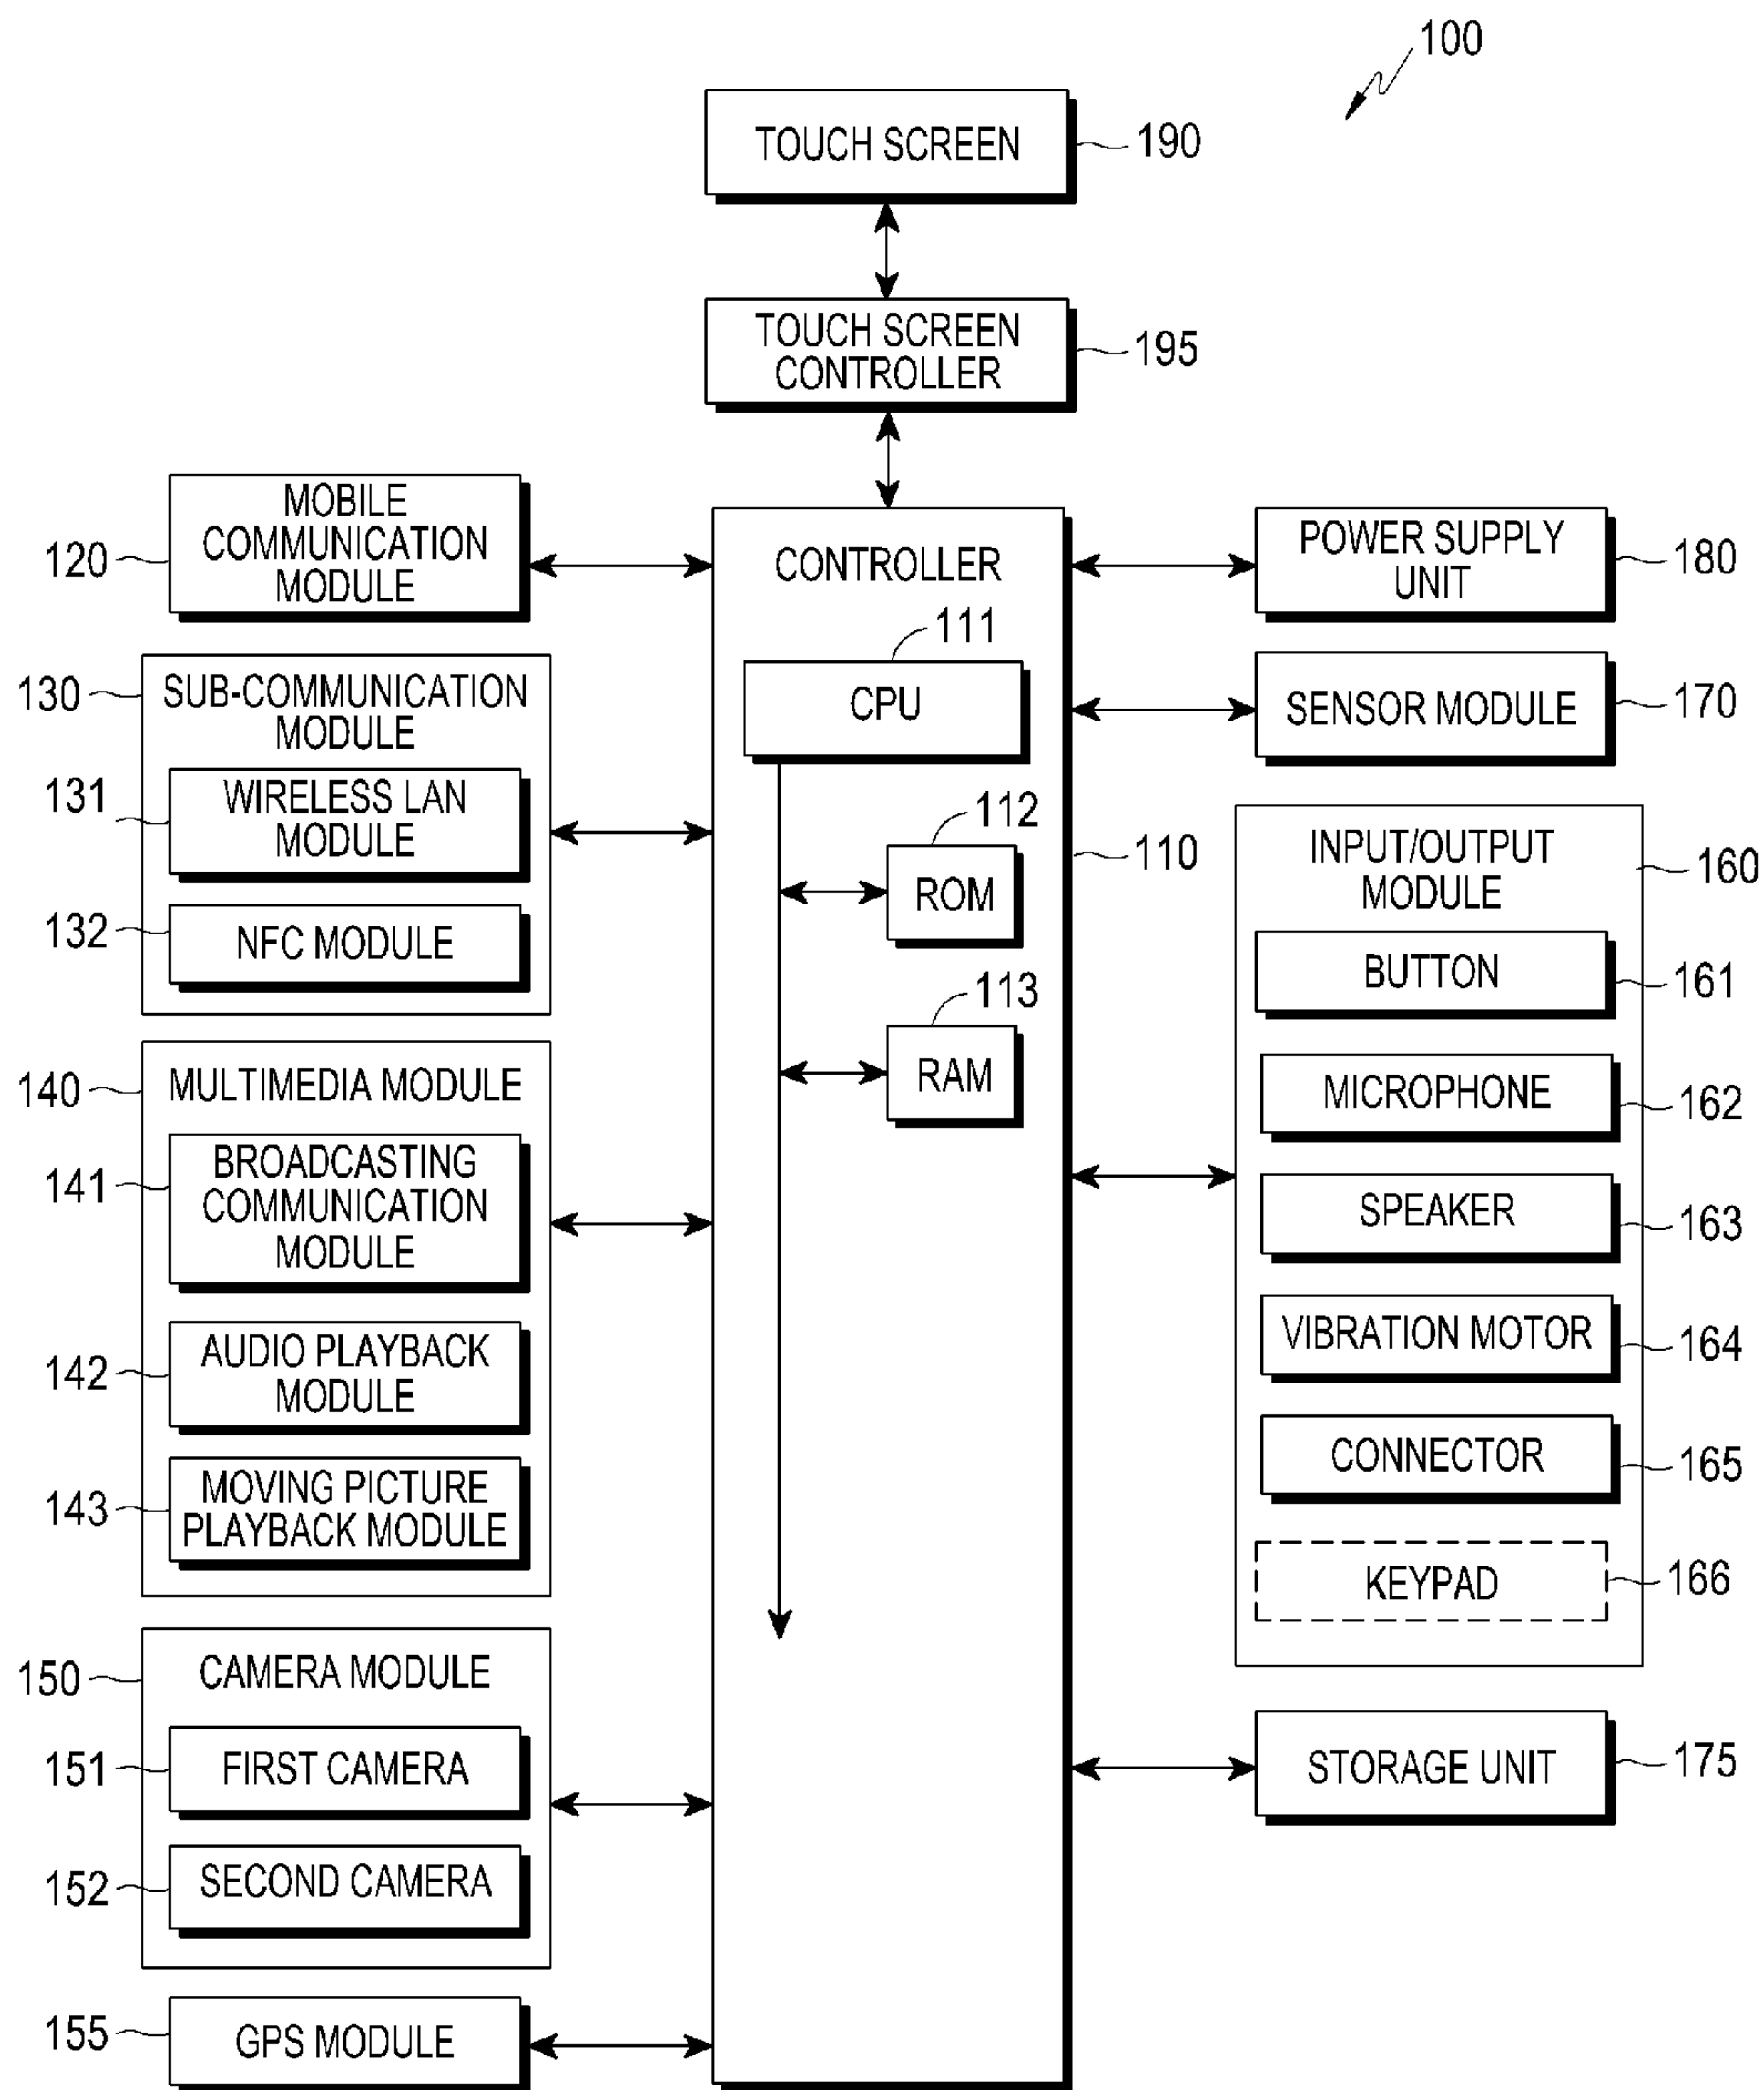 100
TOUCH SCREEN
190
TOUCH SCREEN
CONTROLLER
195
120
MOBILE
COMMUNICATION
MODULE
130
SUB-COMMUNICATION
MODULE
131
WIRELESS LAN
MODULE
132
NFC MODULE
140
MULTIMEDIA MODULE
141
BROADCASTING
COMMUNICATION
MODULE
142
AUDIO PLAYBACK
MODULE
143
MOVING PICTURE
PLAYBACK MODULE
150
CAMERA MODULE
151
FIRST CAMERA
152
SECOND CAMERA
155
GPS MODULE
CONTROLLER
111
CPU
112
ROM
110
113
RAM
POWER SUPPLY
UNIT
180
SENSOR MODULE
170
INPUT/OUTPUT
MODULE
160
BUTTON
161
MICROPHONE
162
SPEAKER
163
VIBRATION MOTOR
164
CONNECTOR
165
KEYPAD
166
STORAGE UNIT
175